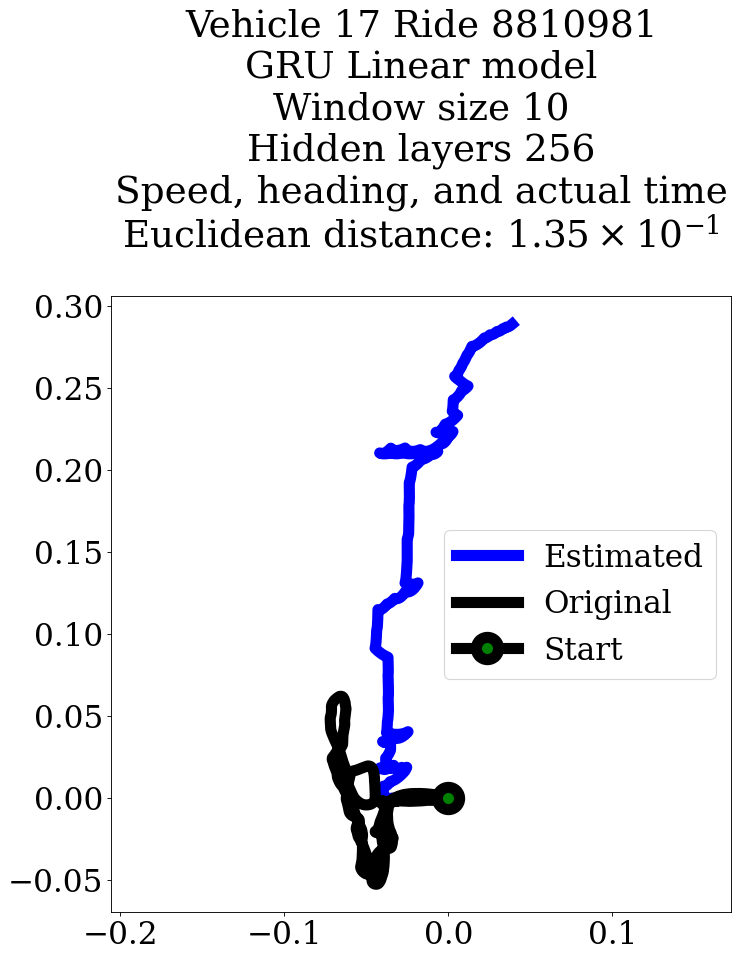 Vehicle 17 Ride 8810981
GRU Linear model
Window size 10
Hidden layers 256
Speed, heading, and actual time
Euclidean distance: 1.35 × 10⁻¹
0.30
0.25
0.20
0.15
0.10
0.05
0.00
−0.05
Estimated
Original
Start
−0.2
−0.1
0.0
0.1